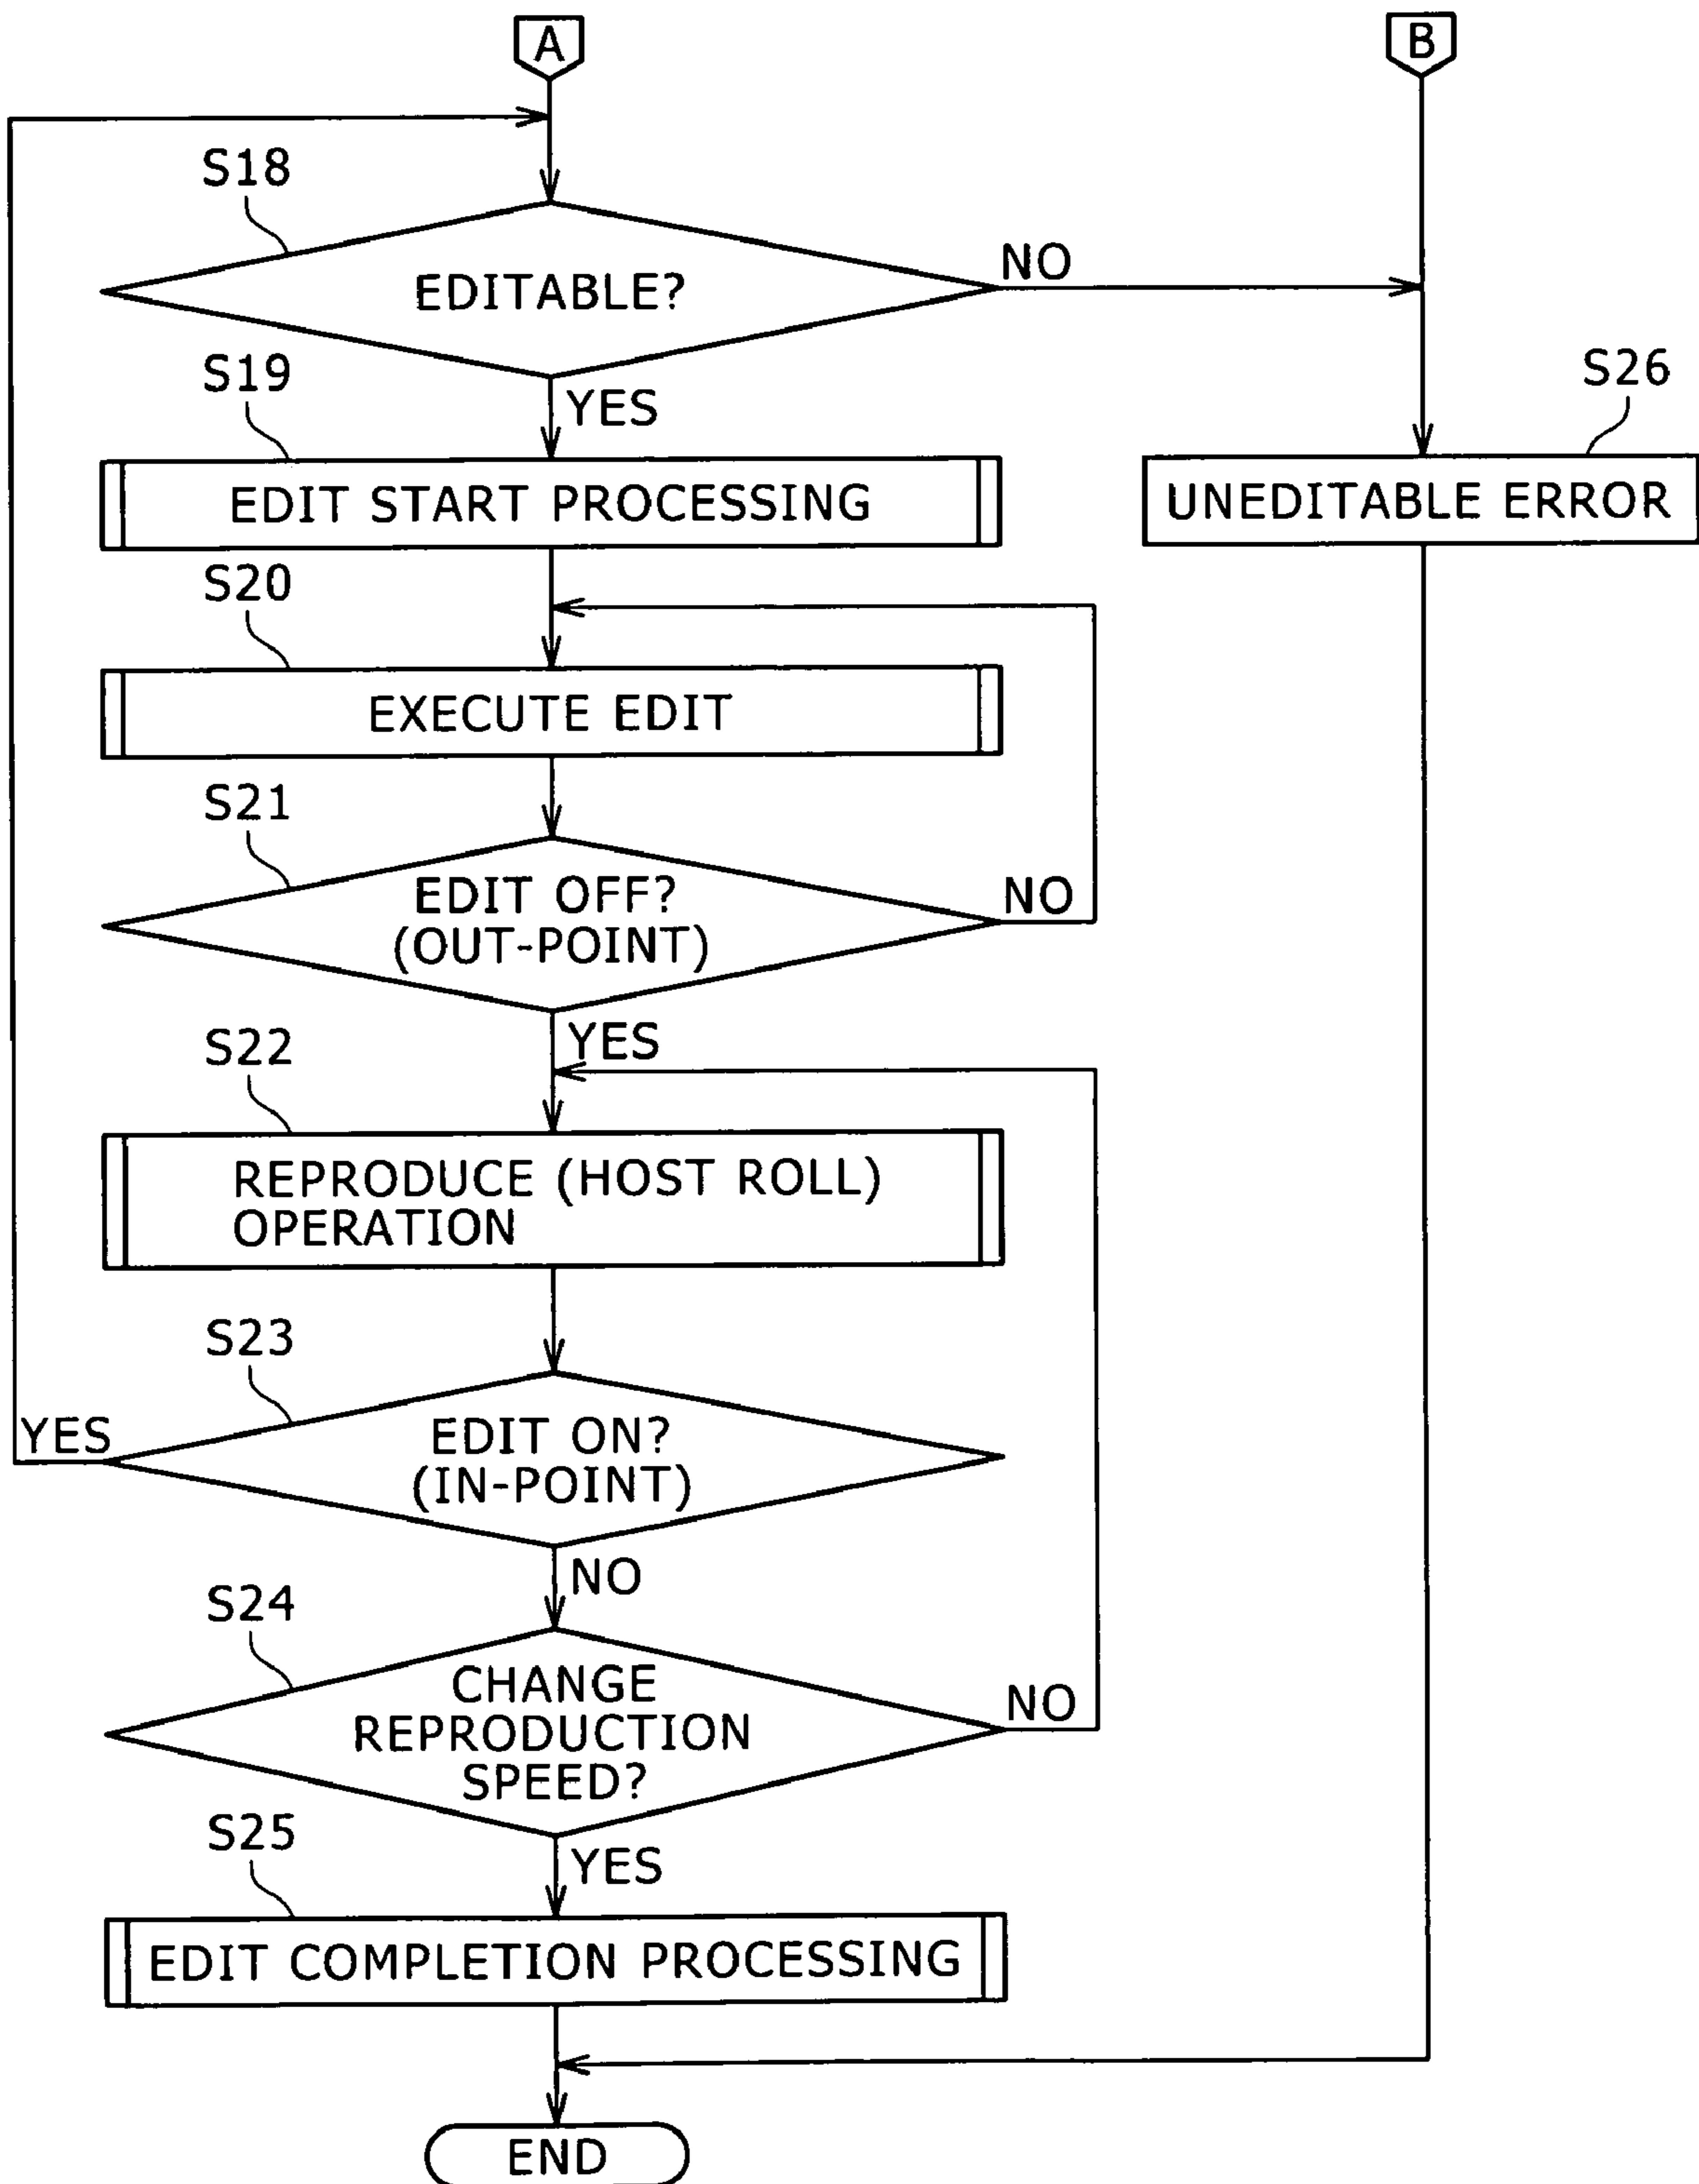 A
B
S18
EDITABLE?
NO
S19
YES
S26
EDIT START PROCESSING
UNEDITABLE ERROR
S20
EXECUTE EDIT
S21
EDIT OFF?
(OUT-POINT)
NO
YES
S22
REPRODUCE (HOST ROLL)
OPERATION
S23
YES
EDIT ON?
(IN-POINT)
NO
S24
CHANGE
REPRODUCTION
SPEED?
NO
S25
YES
EDIT COMPLETION PROCESSING
END